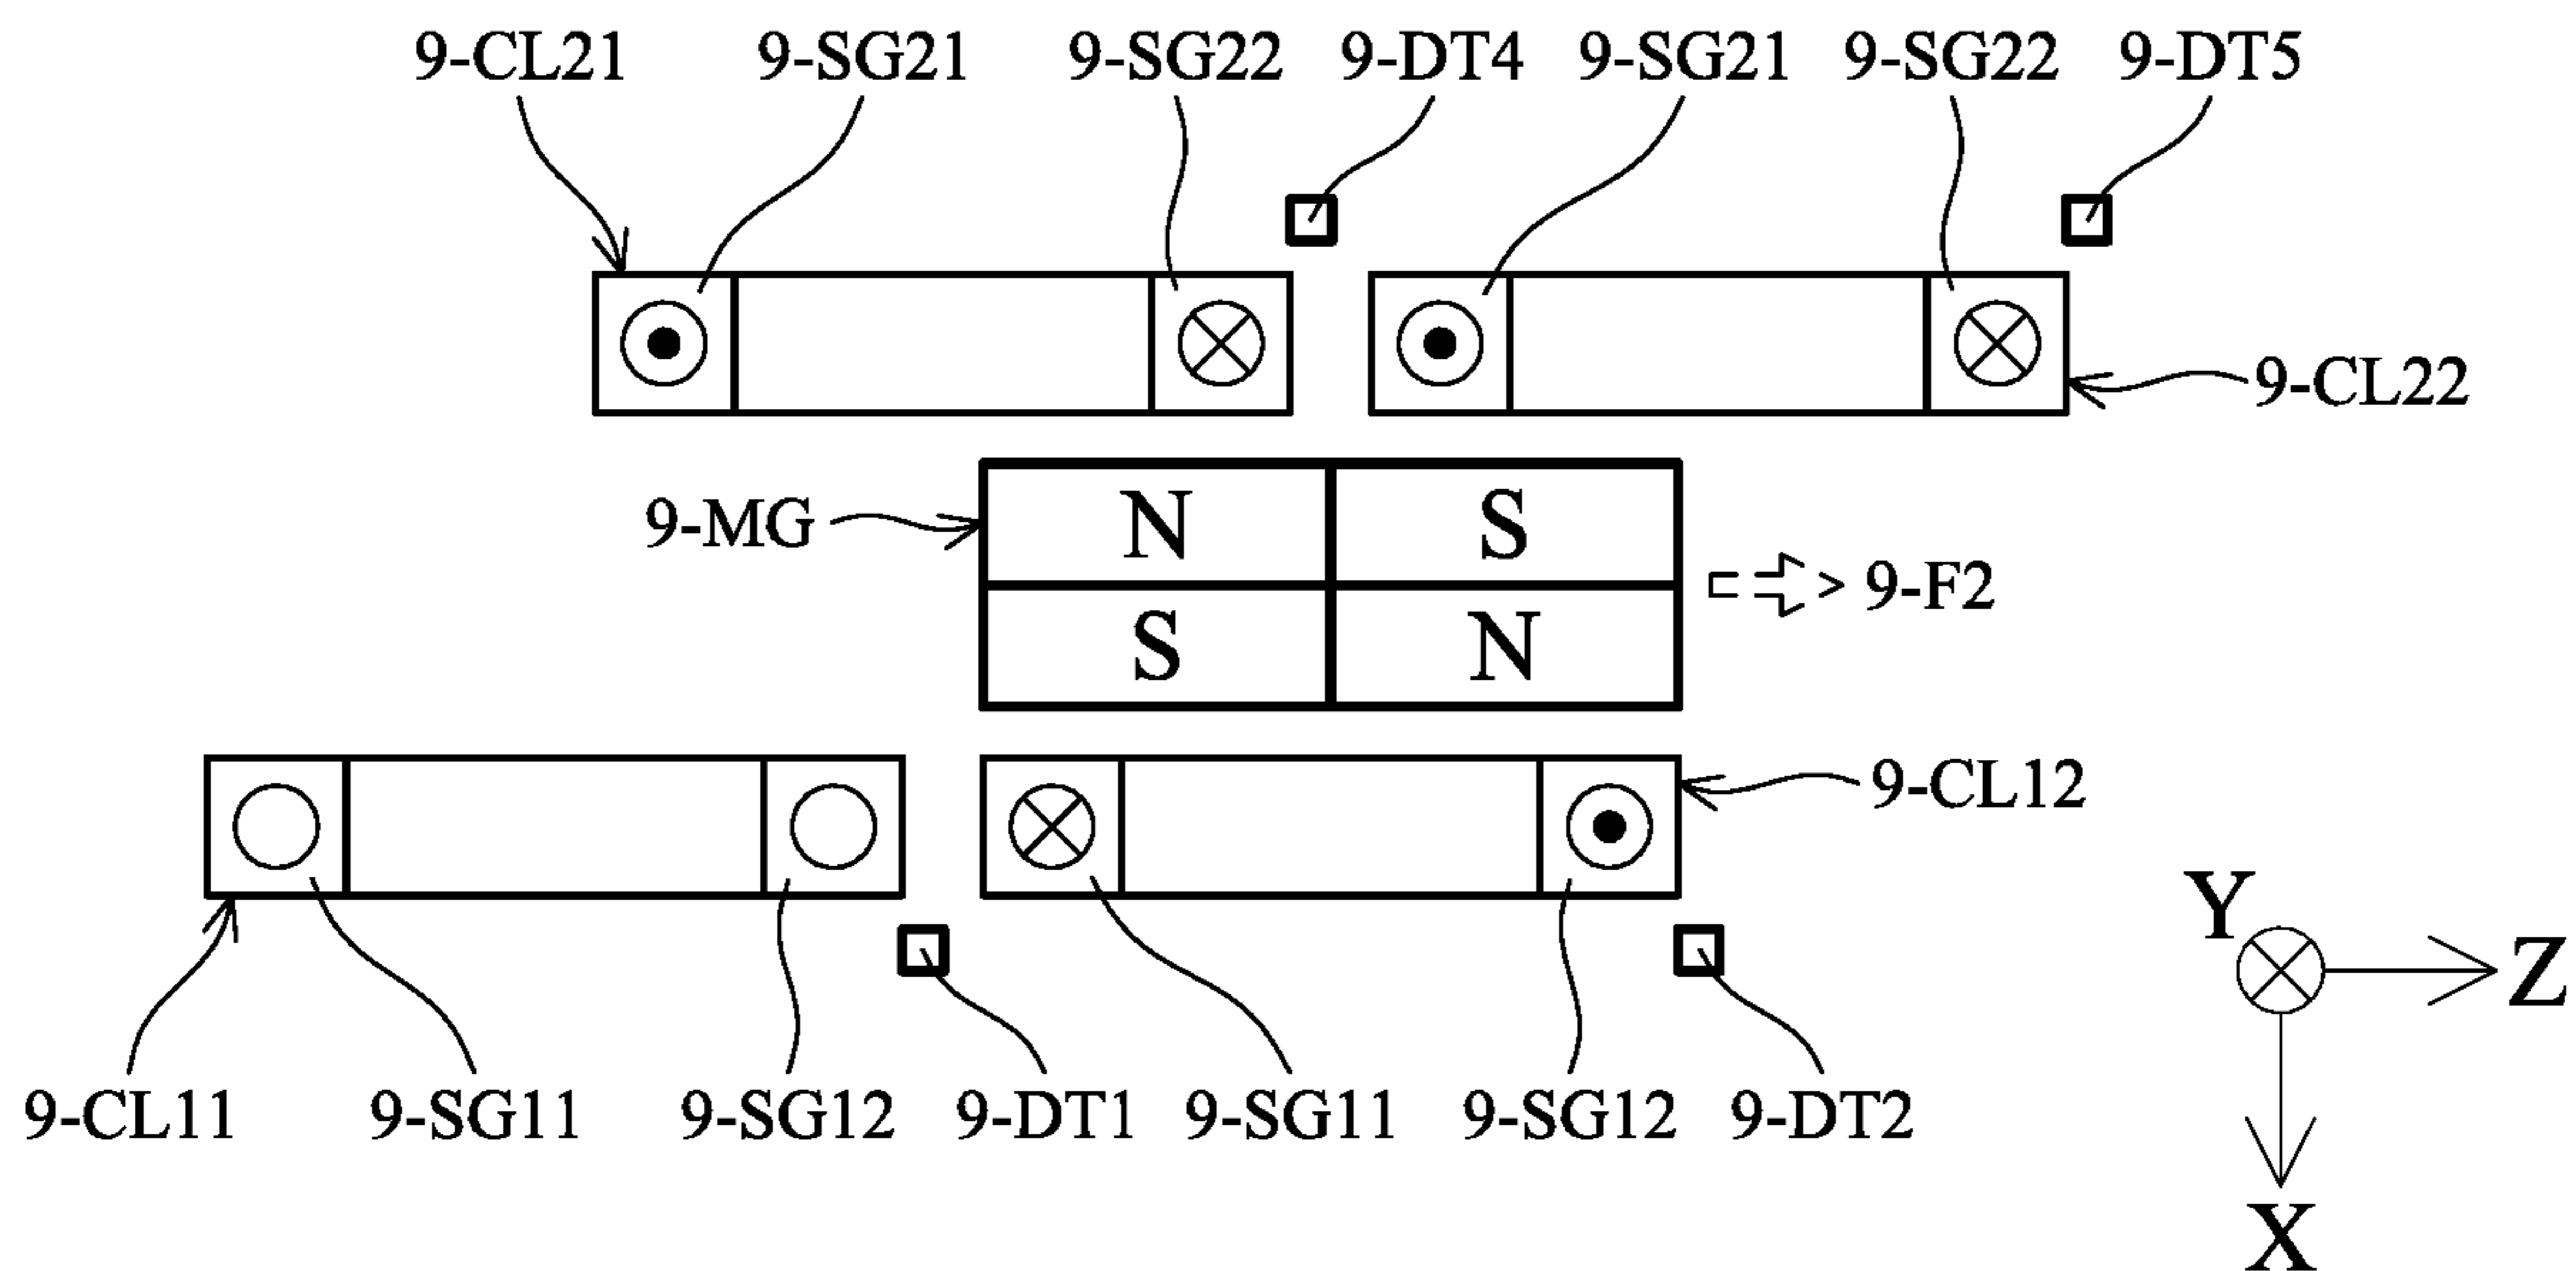 9-CL21 9-SG21 9-SG22 9-DT4 9-SG21 9-SG22 9-DT5
9-CL22
N S
9-MG
9-F2
S N
9-CL12
Y
Z
9-CL11 9-SG11 9-SG12 9-DT1 9-SG11 9-SG12 9-DT2
X